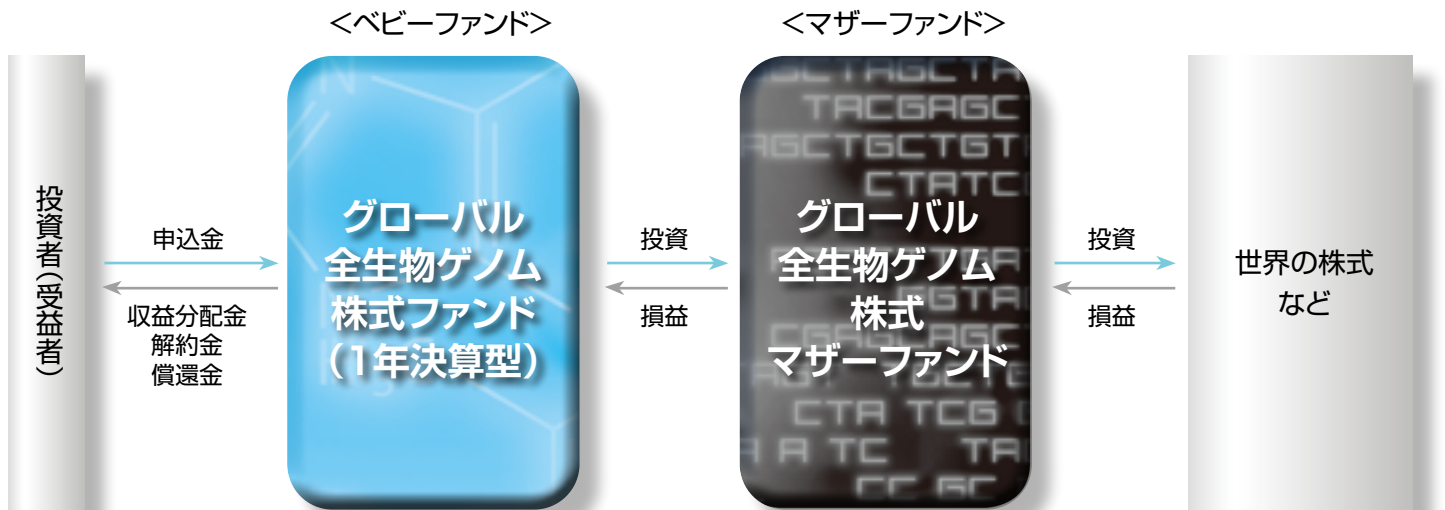 <ベビーファンド>
<マザーファンド>
投資者(受益者)
申込金
収益分配金
解約金
償還金
グローバル
全生物ゲノム
株式ファンド
(1年決算型)
投資
損益
グローバル
全生物ゲノム
株式
マザーファンド
投資
損益
世界の株式
など